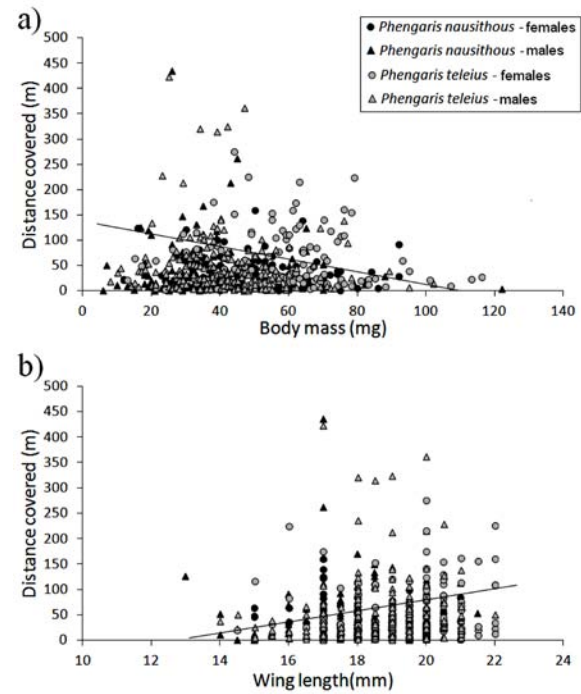 a)
Phengaris nausithous - females
Phengaris nausithous - males
Phengaris teleius - females
Phengaris teleius - males
Distance covered (m)
500
450
400
350
300
250
200
150
100
50
0
0 20 40 60 80 100 120 140
Body mass (mg)
b)
Distance covered (m)
500
450
400
350
300
250
200
150
100
50
0
10 12 14 16 18 20 22 24
Wing length(mm)